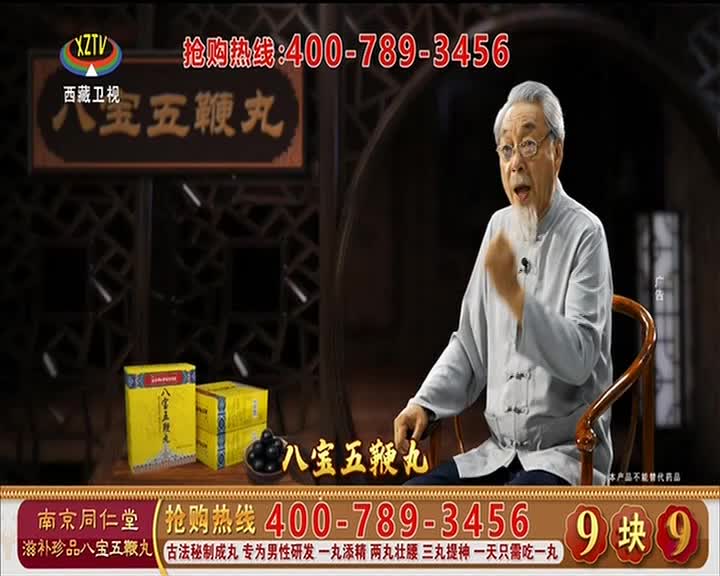 抢购热线:400-789-3456
XZTV
西藏卫视
八宝五鞭丸
广告
八宝五鞭丸
八宝五鞭丸
本产品不能替代药品
南京同仁堂
滋补珍品八宝五鞭丸
抢购热线 400-789-3456
古法秘制成丸 专为男性研发 一丸添精 两丸壮腰 三丸提神 一天只需吃一丸
9块9